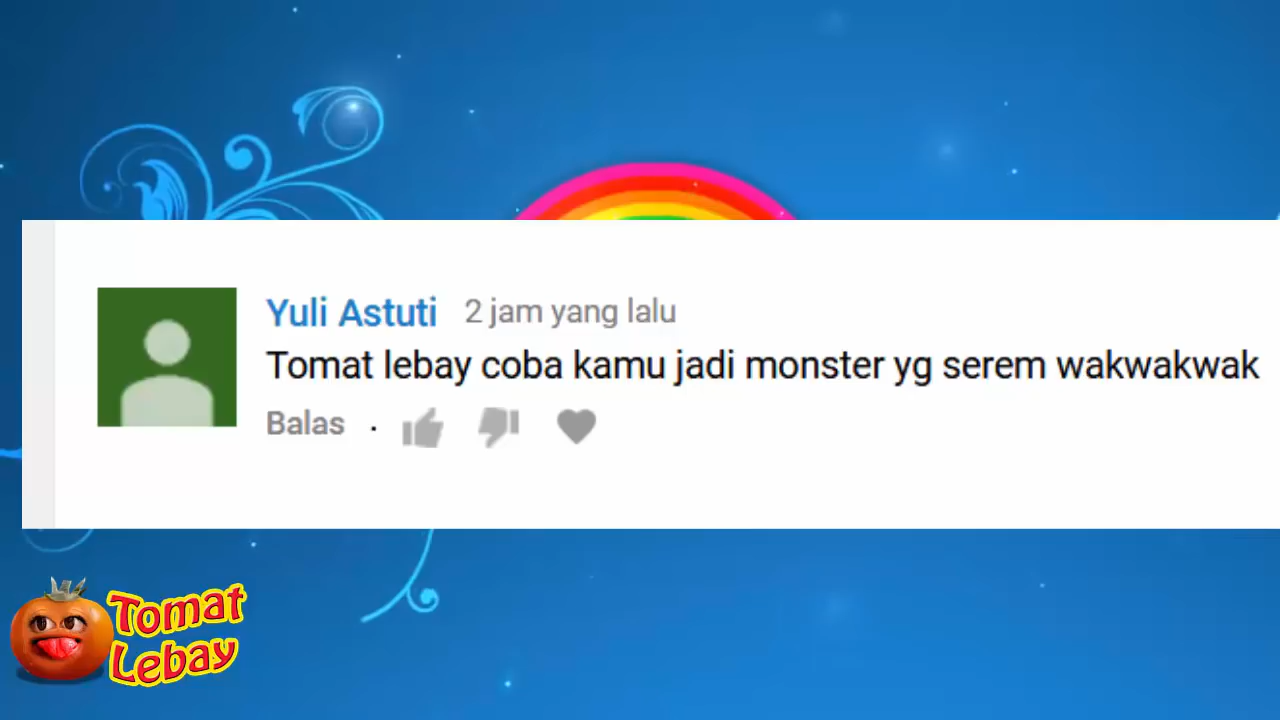 Yuli Astuti 2 jam yang lalu
Tomat lebay coba kamu jadi monster yg serem wakwakwak
Balas
Tomat
Lebay